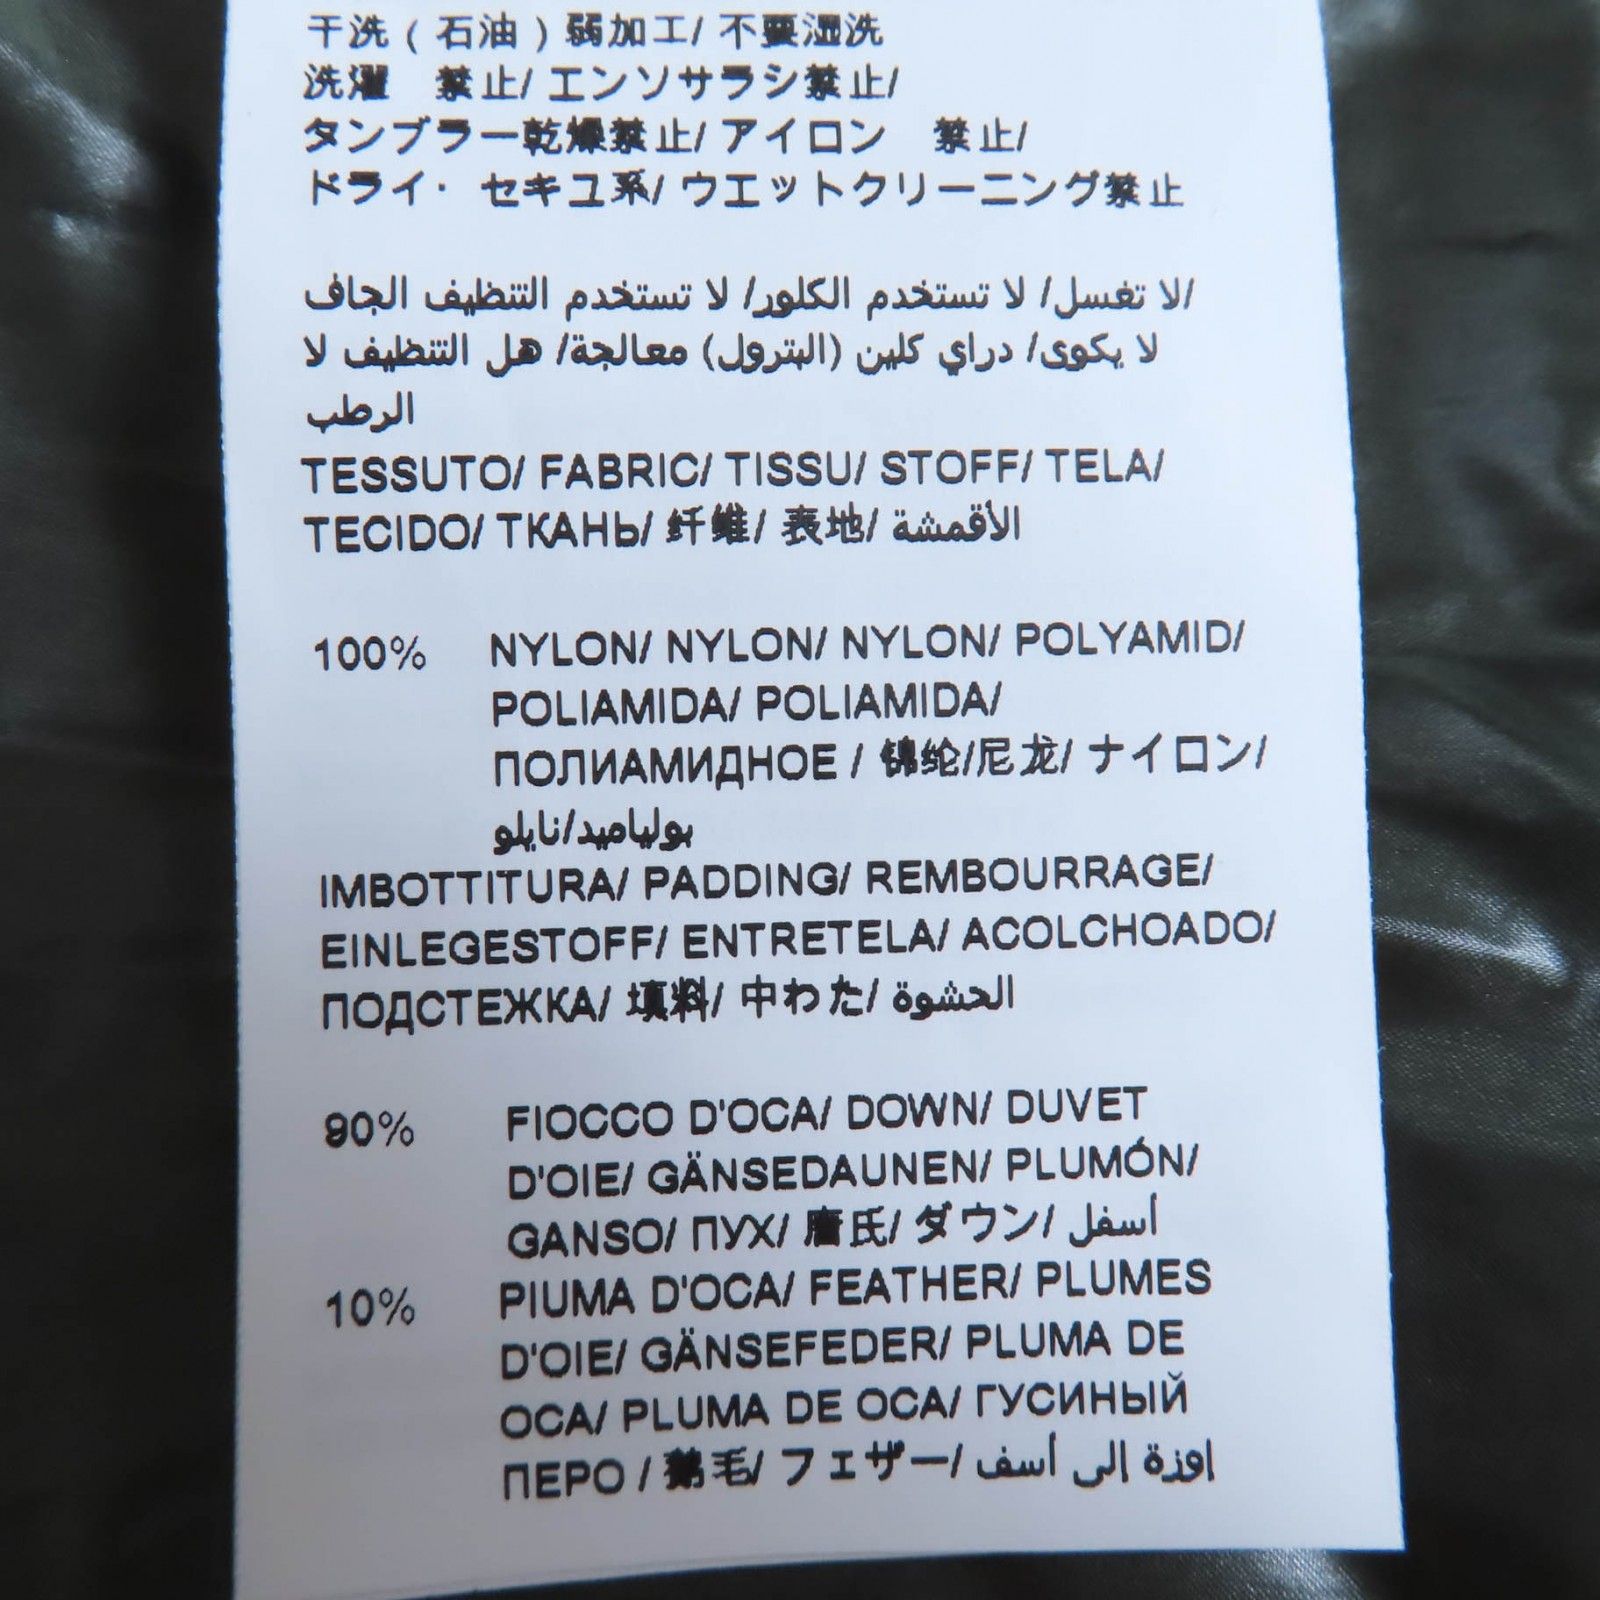 干洗 ( 石油 ) 弱加工/ 不要湿洗
洗濯　禁止/ エンソサラシ禁止/
タンブラー乾燥禁止/ アイロン　禁止/
ドライ· セキユ系/ ウエットクリーニング禁止
لا تغسل/ لا تستخدم الكلور/ لا تستخدم التنظيف الجاف/
لا يكوى/ دراي كلين (البترول) معالجة/ هل التنظيف لا
الرطب
TESSUTO/ FABRIC/ TISSU/ STOFF/ TELA/
TECIDO/ ТКАНЬ/ 纤维/ 表地/ الأقمشة
100% NYLON/ NYLON/ NYLON/ POLYAMID/
POLIAMIDA/ POLIAMIDA/
ПОЛИАМИДНОЕ / 锦纶/尼龙/ ナイロン/
بولياميد/نايلو
IMBOTTITURA/ PADDING/ REMBOURRAGE/
EINLEGESTOFF/ ENTRETELA/ ACOLCHOADO/
ПОДСТЕЖКА/ 填料/ 中わた/ الحشوة
90% FIOCCO D'OCA/ DOWN/ DUVET
D'OIE/ GÄNSEDAUNEN/ PLUMÓN/
GANSO/ ПУХ/ 唐氏/ ダウン/ أسفل
10% PIUMA D'OCA/ FEATHER/ PLUMES
D'OIE/ GÄNSEFEDER/ PLUMA DE
OCA/ PLUMA DE OCA/ ГУСИНЫЙ
ПЕРО / 鹅毛/ フェザー/ اوزة إلى أسف